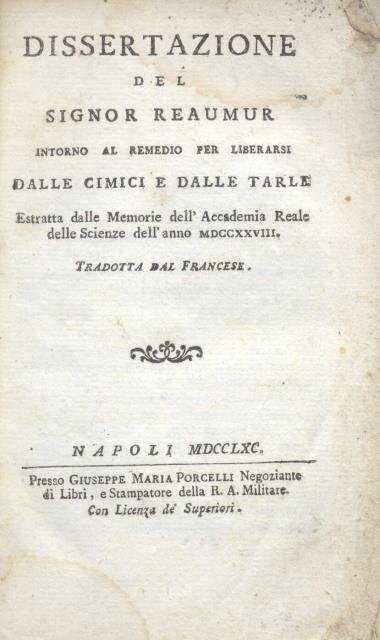 DISSERTAZIONE
DEL
SIGNOR REAUMUR
INTORNO AL REMEDIO PER LIBERARSI
DALLE CIMICI E DALLE TARLE
Estratta dalle Memorie dell' Accademia Reale
delle Scienze dell' anno MDCCXXVIII.
TRADOTTA DAL FRANCESE.
NAPOLI MDCCLXC.
Presso GIUSEPPE MARIA PORCELLI Negoziante
di Libri, e Stampatore della R. A. Militare.
Con Licenza de' Superiori.